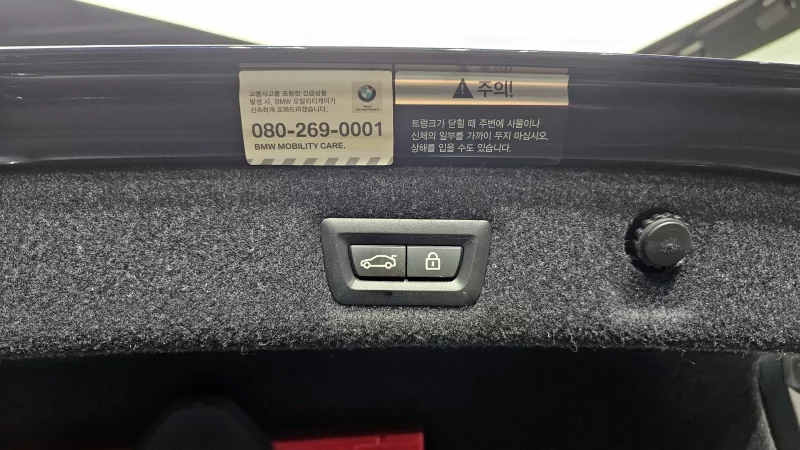 교통사고를 포함한 긴급상황
발생 시, BMW 모빌리티케어가
신속하게 도와드리겠습니다.
080-269-0001
BMW MOBILITY CARE.
주의!
트렁크가 닫힐 때 주변에 사물이나
신체의 일부를 가까이 두지 마십시오.
상해를 입을 수도 있습니다.